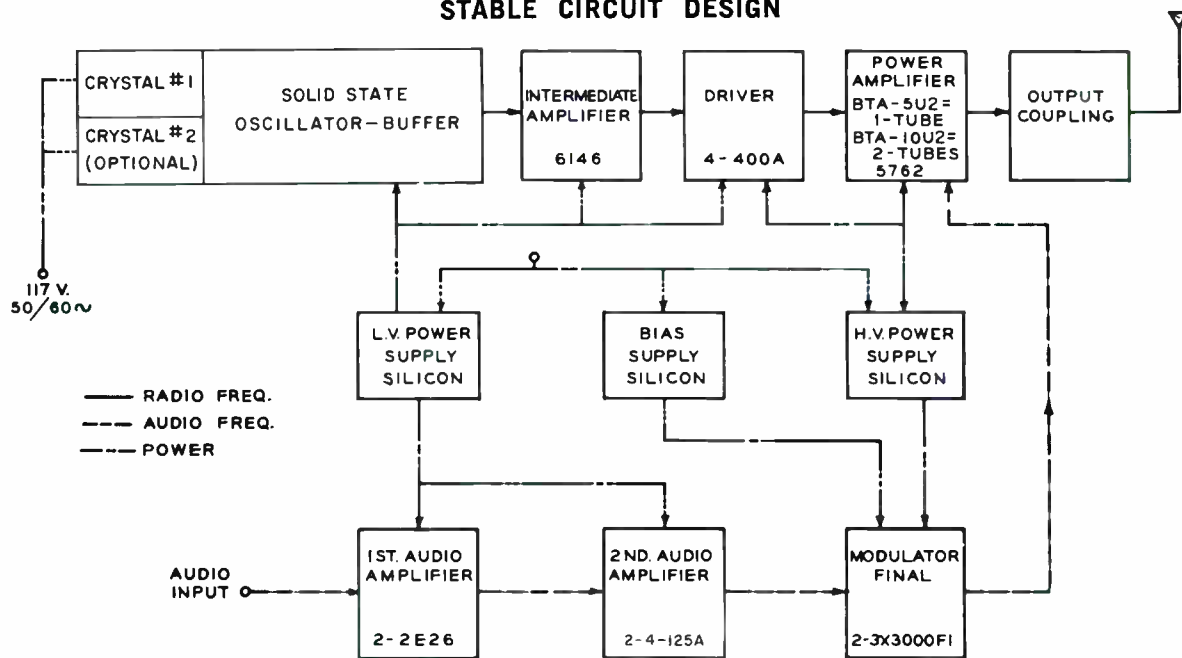 STABLE CIRCUIT DESIGN
CRYSTAL #1
CRYSTAL #2
(OPTIONAL)
SOLID STATE
OSCILLATOR-BUFFER
INTERMEDIATE
AMPLIFIER
6146
DRIVER
4-400A
POWER
AMPLIFIER
BTA-5U2=
1-TUBE
BTA-10U2=
2-TUBES
5762
OUTPUT
COUPLING
117 V.
50/60~
L.V. POWER
SUPPLY
SILICON
BIAS
SUPPLY
SILICON
H.V. POWER
SUPPLY
SILICON
RADIO FREQ.
AUDIO FREQ.
POWER
AUDIO
INPUT
1ST. AUDIO
AMPLIFIER
2-2E26
2ND. AUDIO
AMPLIFIER
2-4-125A
MODULATOR
FINAL
2-3X3000F1